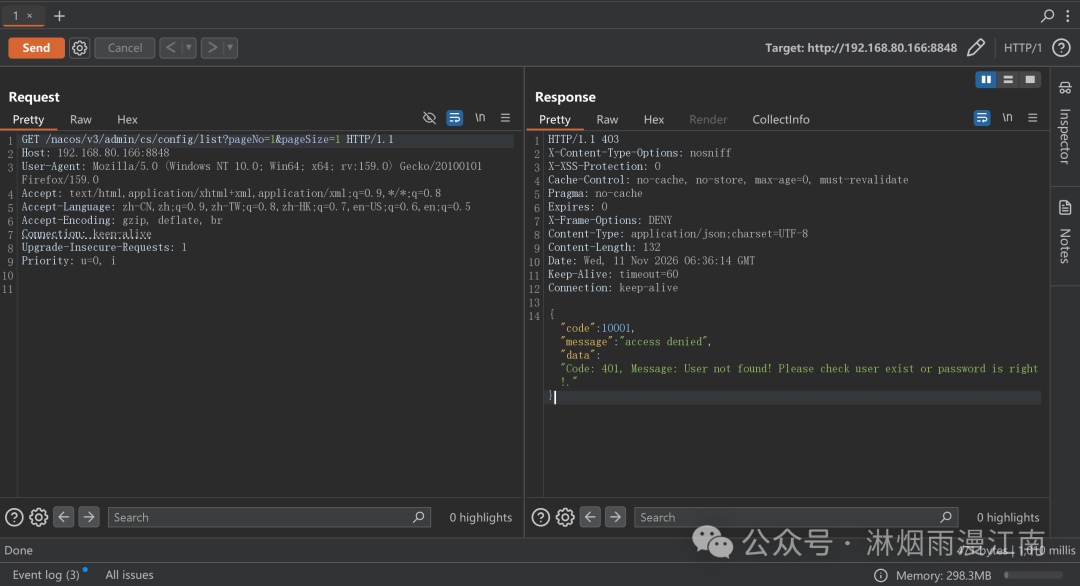 1 × +
Send Cancel < > Target: http://192.168.80.166:8848 HTTP/1
Request
Pretty Raw Hex \n
1 GET /nacos/v3/admin/cs/config/list?pageNo=1&pageSize=1 HTTP/1.1
2 Host: 192.168.80.166:8848
3 User-Agent: Mozilla/5.0 (Windows NT 10.0; Win64; x64; rv:159.0) Gecko/20100101
Firefox/159.0
4 Accept: text/html,application/xhtml+xml,application/xml;q=0.9,*/*;q=0.8
5 Accept-Language: zh-CN,zh;q=0.9,zh-TW;q=0.8,zh-HK;q=0.7,en-US;q=0.6,en;q=0.5
6 Accept-Encoding: gzip, deflate, br
7 Connection: keep-alive
8 Upgrade-Insecure-Requests: 1
9 Priority: u=0, i
10
11
Search 0 highlights
Response
Pretty Raw Hex Render CollectInfo \n
1 HTTP/1.1 403
2 X-Content-Type-Options: nosniff
3 X-XSS-Protection: 0
4 Cache-Control: no-cache, no-store, max-age=0, must-revalidate
5 Pragma: no-cache
6 Expires: 0
7 X-Frame-Options: DENY
8 Content-Type: application/json;charset=UTF-8
9 Content-Length: 132
10 Date: Wed, 11 Nov 2026 06:36:14 GMT
11 Keep-Alive: timeout=60
12 Connection: keep-alive
13
14 {
"code":10001,
"message":"access denied",
"data":
"Code: 401, Message: User not found! Please check user exist or password is right
!."
}
Search 0 highlights
Inspector
Notes
公众号 · 淋烟雨漫江南
Done 471 bytes | 1,010 millis
Event log (3) All issues Memory: 298.3MB